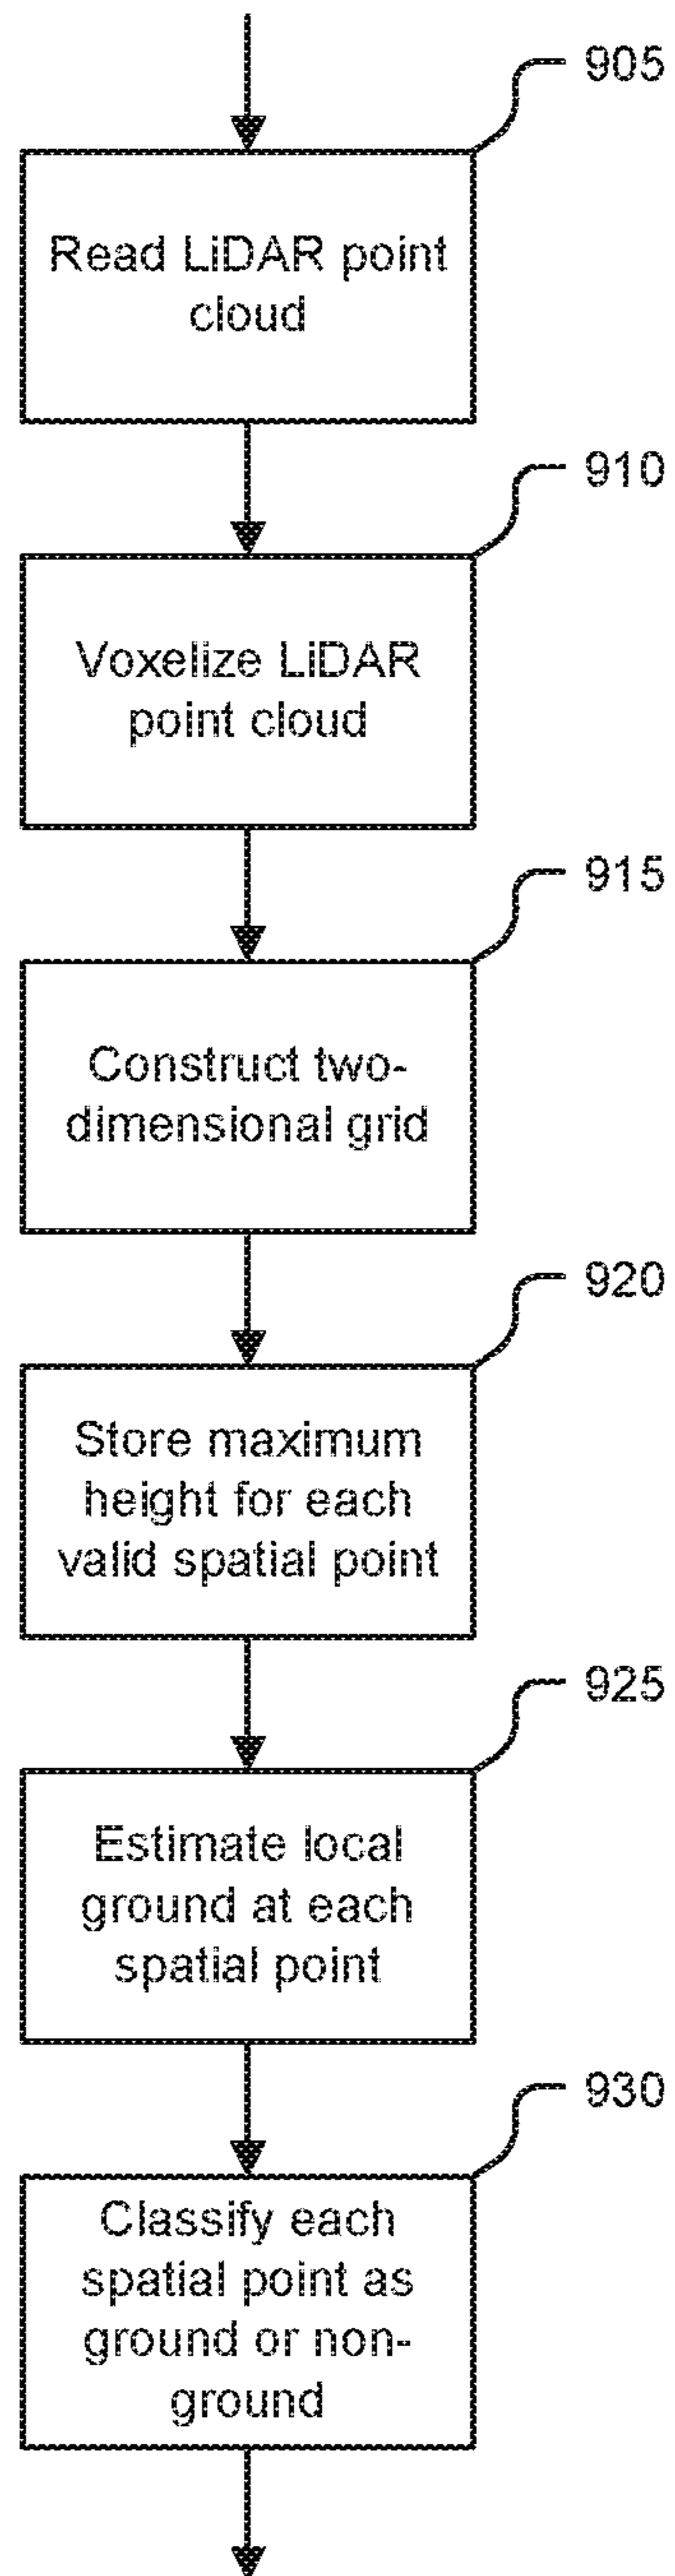 905
Read LiDAR point
cloud
910
Voxelize LiDAR
point cloud
915
Construct two-
dimensional grid
920
Store maximum
height for each
valid spatial point
925
Estimate local
ground at each
spatial point
930
Classify each
spatial point as
ground or non-
ground